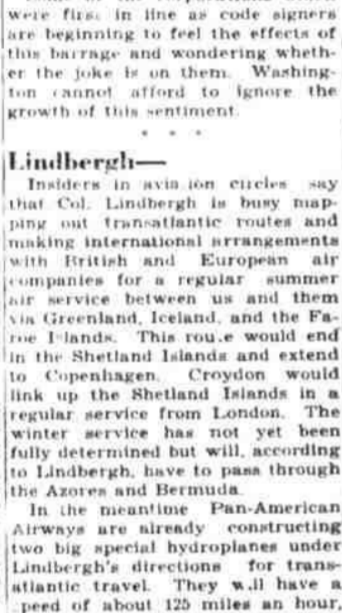 were first in line as code signers
are beginning to feel the effects of
this barrage and wondering wheth-
er the joke is on them. Washing-
ton cannot afford to ignore the
growth of this sentiment.
* * *
Lindbergh—
Insiders in avia ion circles say
that Col. Lindbergh is busy map-
ping out transatlantic routes and
making international arrangements
with British and European air
companies for a regular summer
air service between us and them
via Greenland, Iceland, and the Fa-
roe Islands. This rou.e would end
in the Shetland Islands and extend
to Copenhagen. Croydon would
link up the Shetland Islands in a
regular service from London. The
winter service has not yet been
fully determined but will, according
to Lindbergh, have to pass through
the Azores and Bermuda.
In the meantime Pan-American
Airways are already constructing
two big special hydroplanes under
Lindbergh's directions for trans-
atlantic travel. They will have a
speed of about 125 miles an hour,